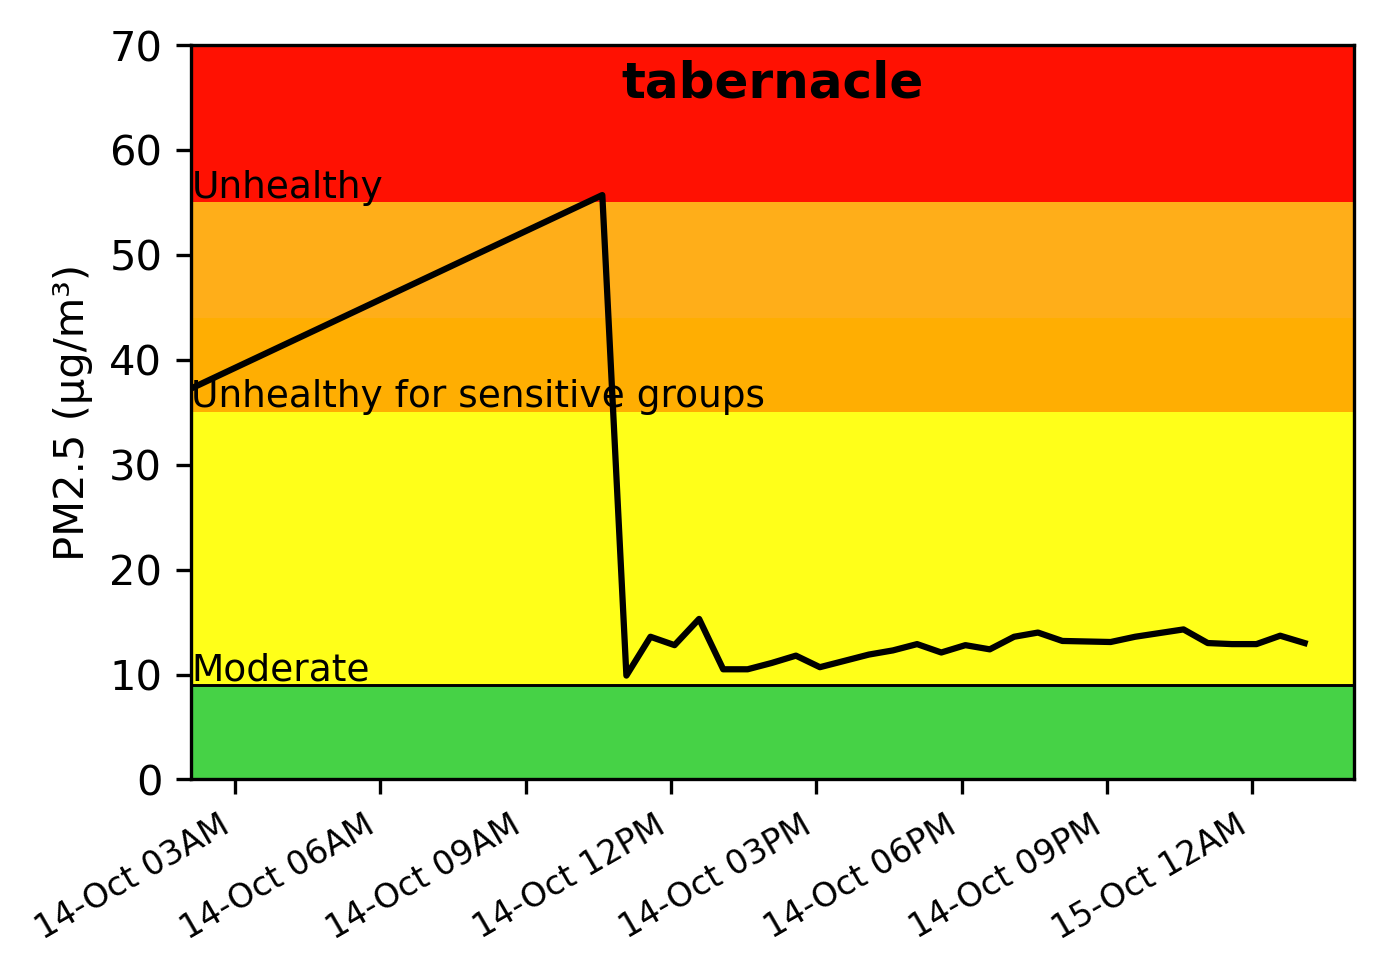 tabernacle
70
60
50
40
30
20
10
0
PM2.5 (µg/m³)
Unhealthy
Unhealthy for sensitive groups
Moderate
14-Oct 03AM
14-Oct 06AM
14-Oct 09AM
14-Oct 12PM
14-Oct 03PM
14-Oct 06PM
14-Oct 09PM
15-Oct 12AM